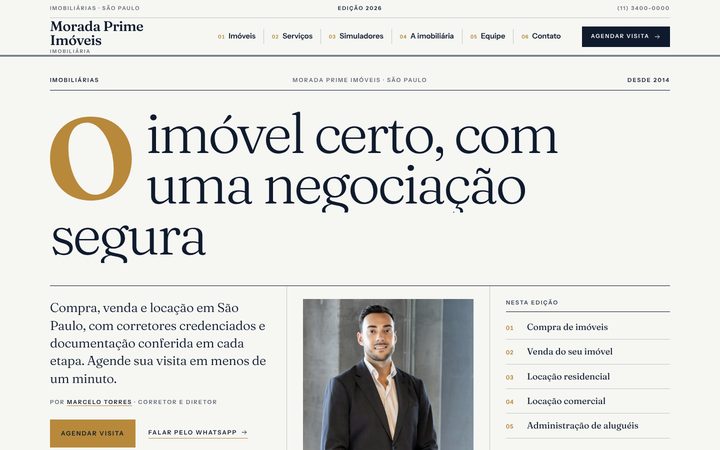 IMOBILIÁRIAS · SÃO PAULO
EDIÇÃO 2026
(11) 3400-0000
Morada Prime
Imóveis
IMOBILIÁRIA
01 Imóveis
02 Serviços
03 Simuladores
04 A imobiliária
05 Equipe
06 Contato
AGENDAR VISITA →
IMOBILIÁRIAS
MORADA PRIME IMÓVEIS · SÃO PAULO
DESDE 2014
O imóvel certo, com
uma negociação
segura
Compra, venda e locação em São
Paulo, com corretores credenciados e
documentação conferida em cada
etapa. Agende sua visita em menos de
um minuto.
POR MARCELO TORRES · CORRETOR E DIRETOR
AGENDAR VISITA
FALAR PELO WHATSAPP →
NESTA EDIÇÃO
01 Compra de imóveis
02 Venda do seu imóvel
03 Locação residencial
04 Locação comercial
05 Administração de aluguéis